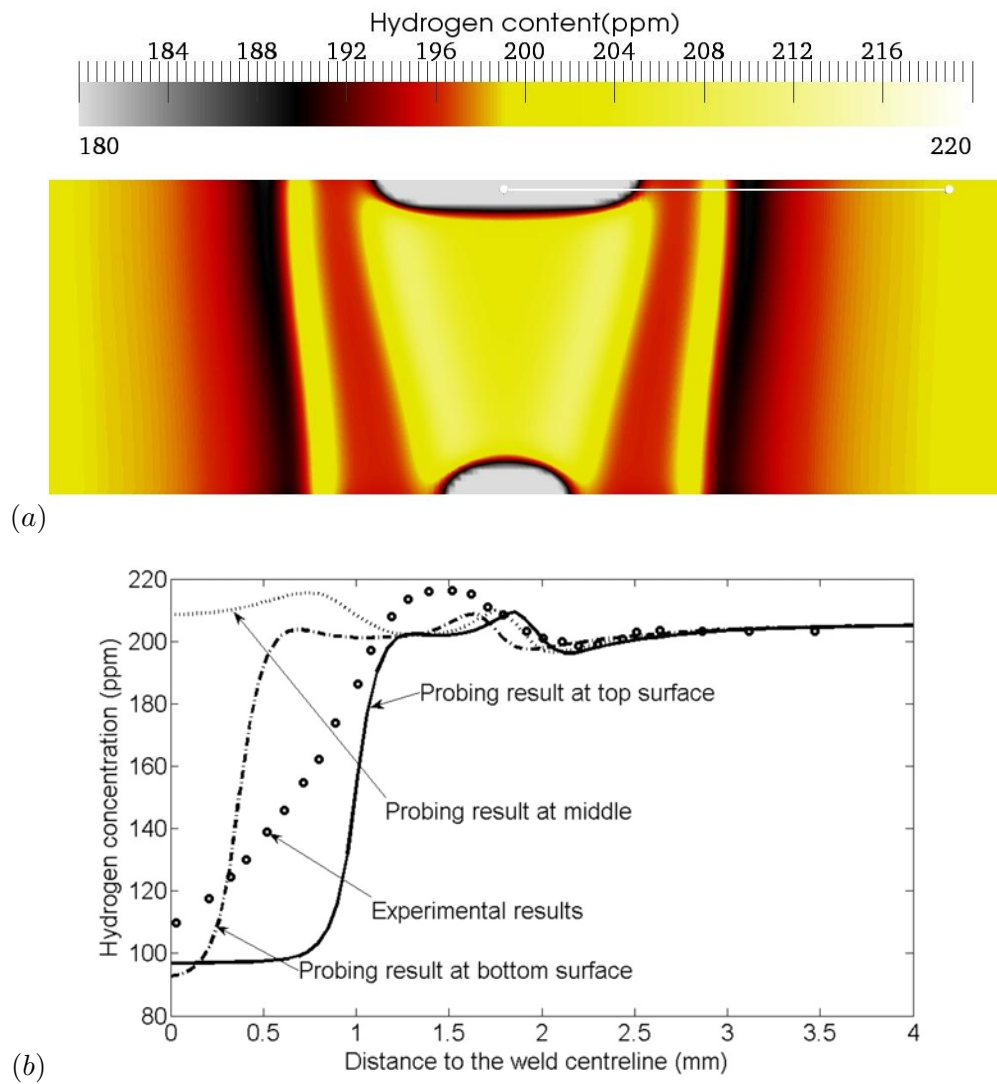 Hydrogen content(ppm)
184 188 192 196 200 204 208 212 216
180 220
(a)
220
200
180
160
140
120
100
80
Hydrogen concentration (ppm)
Probing result at top surface
Probing result at middle
Experimental results
Probing result at bottom surface
0 0.5 1 1.5 2 2.5 3 3.5 4
Distance to the weld centreline (mm)
(b)